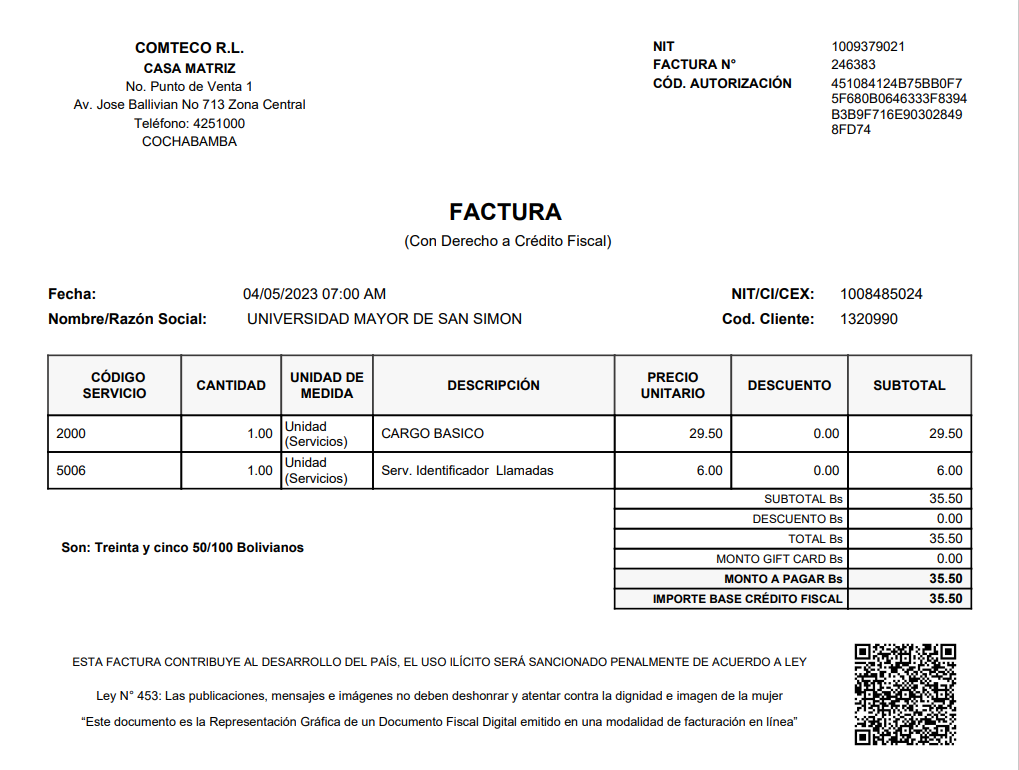 COMTECO R.L.
CASA MATRIZ
No. Punto de Venta 1
Av. Jose Ballivian No 713 Zona Central
Teléfono: 4251000
COCHABAMBA
NIT 1009379021
FACTURA N° 246383
CÓD. AUTORIZACIÓN 451084124B75BB0F7
5F680B0646333F8394
B3B9F716E90302849
8FD74
FACTURA
(Con Derecho a Crédito Fiscal)
Fecha: 04/05/2023 07:00 AM NIT/CI/CEX: 1008485024
Nombre/Razón Social: UNIVERSIDAD MAYOR DE SAN SIMON Cod. Cliente: 1320990
CÓDIGO SERVICIO CANTIDAD UNIDAD DE MEDIDA DESCRIPCIÓN PRECIO UNITARIO DESCUENTO SUBTOTAL
2000 1.00 Unidad (Servicios) CARGO BASICO 29.50 0.00 29.50
5006 1.00 Unidad (Servicios) Serv. Identificador Llamadas 6.00 0.00 6.00
SUBTOTAL Bs 35.50
DESCUENTO Bs 0.00
TOTAL Bs 35.50
Son: Treinta y cinco 50/100 Bolivianos
MONTO GIFT CARD Bs 0.00
MONTO A PAGAR Bs 35.50
IMPORTE BASE CRÉDITO FISCAL 35.50
ESTA FACTURA CONTRIBUYE AL DESARROLLO DEL PAÍS, EL USO ILÍCITO SERÁ SANCIONADO PENALMENTE DE ACUERDO A LEY
Ley N° 453: Las publicaciones, mensajes e imágenes no deben deshonrar y atentar contra la dignidad e imagen de la mujer
“Este documento es la Representación Gráfica de un Documento Fiscal Digital emitido en una modalidad de facturación en línea”